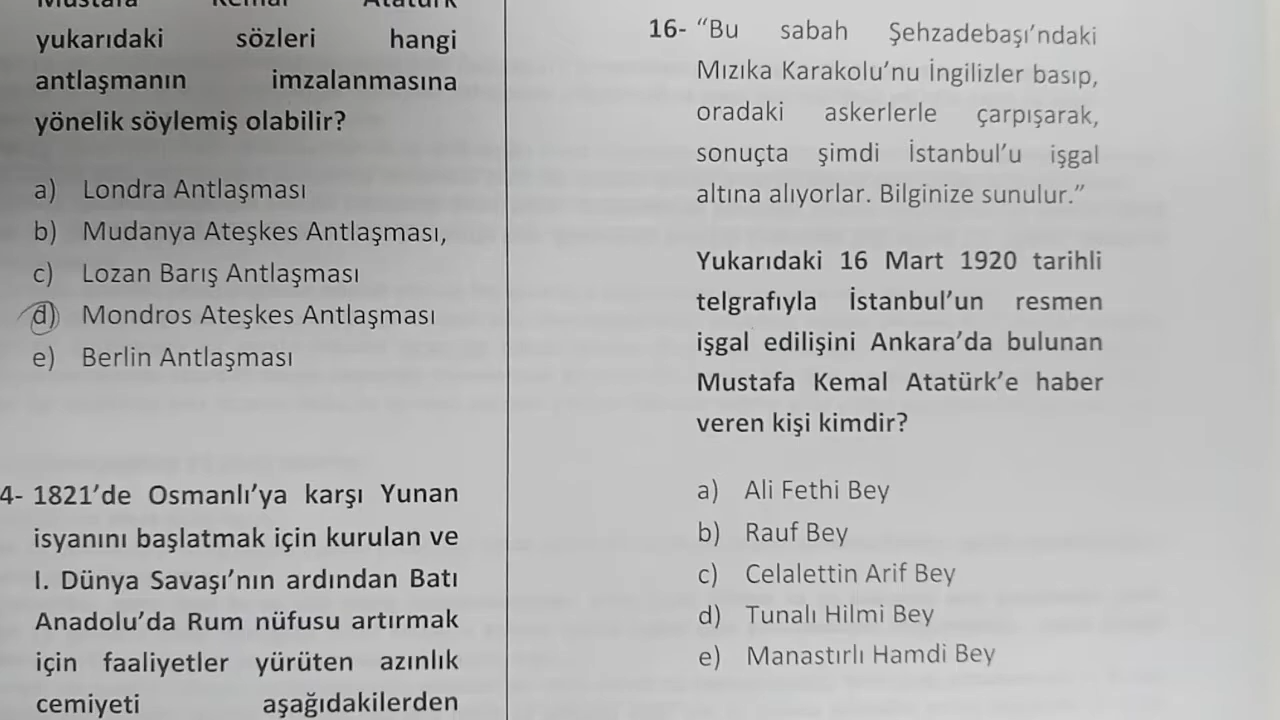 Mustafa Kemal Atatürk
yukarıdaki sözleri hangi
antlaşmanın imzalanmasına
yönelik söylemiş olabilir?
a) Londra Antlaşması
b) Mudanya Ateşkes Antlaşması,
c) Lozan Barış Antlaşması
d) Mondros Ateşkes Antlaşması
e) Berlin Antlaşması
4- 1821'de Osmanlı'ya karşı Yunan
isyanını başlatmak için kurulan ve
I. Dünya Savaşı'nın ardından Batı
Anadolu'da Rum nüfusu artırmak
için faaliyetler yürüten azınlık
cemiyeti aşağıdakilerden
16- "Bu sabah Şehzadebaşı'ndaki
Mızıka Karakolu'nu İngilizler basıp,
oradaki askerlerle çarpışarak,
sonuçta şimdi İstanbul'u işgal
altına alıyorlar. Bilginize sunulur."
Yukarıdaki 16 Mart 1920 tarihli
telgrafıyla İstanbul'un resmen
işgal edilişini Ankara'da bulunan
Mustafa Kemal Atatürk'e haber
veren kişi kimdir?
a) Ali Fethi Bey
b) Rauf Bey
c) Celalettin Arif Bey
d) Tunalı Hilmi Bey
e) Manastırlı Hamdi Bey